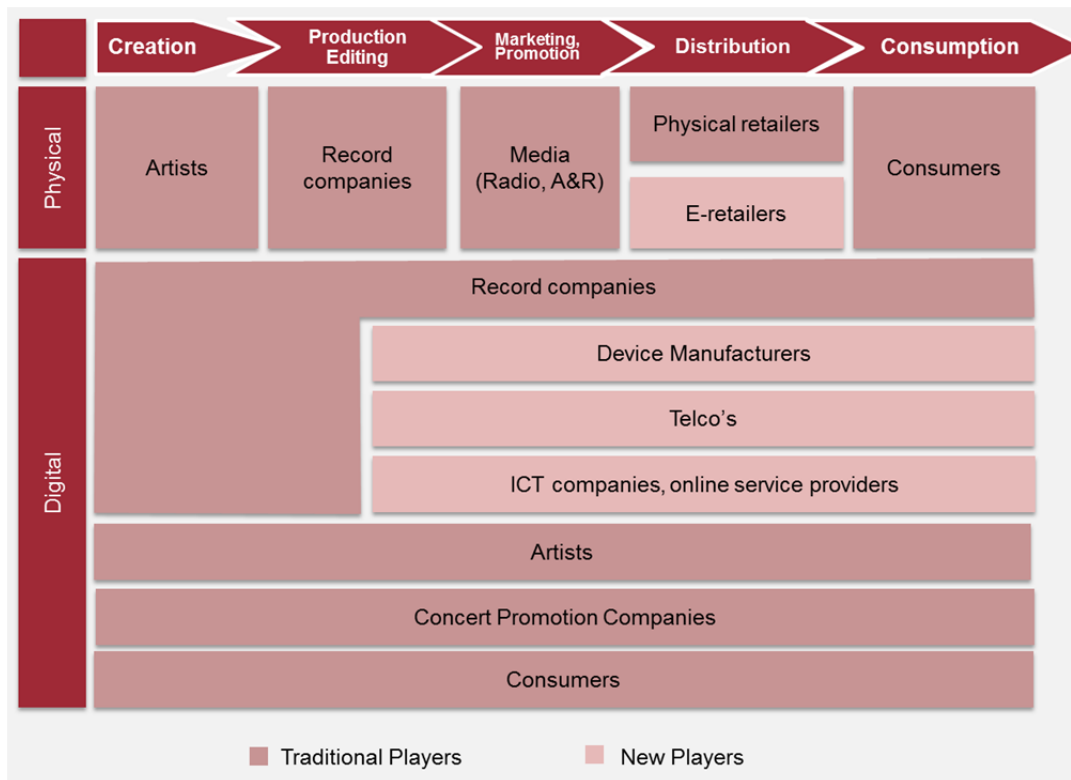 Creation
Production
Editing
Marketing,
Promotion
Distribution
Consumption
Physical
Artists
Record
companies
Media
(Radio, A&R)
Physical retailers
E-retailers
Consumers
Digital
Record companies
Device Manufacturers
Telco’s
ICT companies, online service providers
Artists
Concert Promotion Companies
Consumers
Traditional Players
New Players